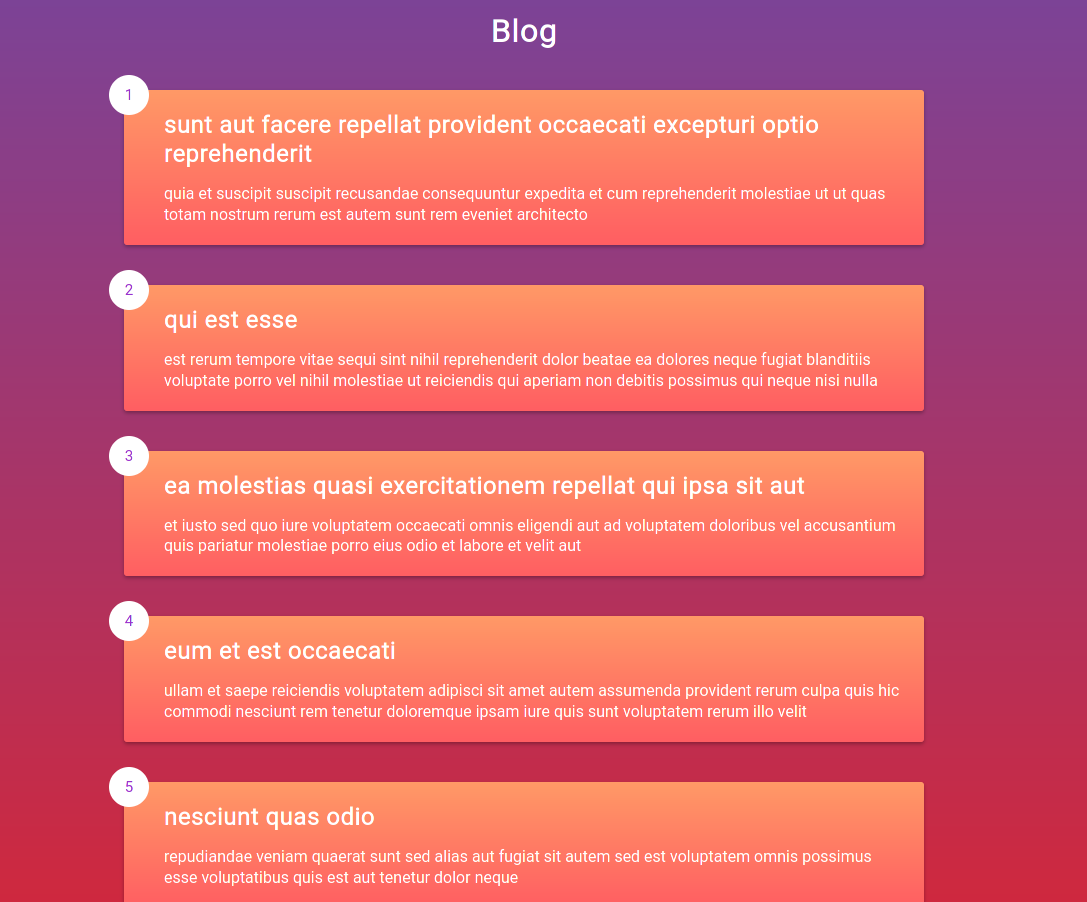 Blog
1
sunt aut facere repellat provident occaecati excepturi optio
reprehenderit
quia et suscipit suscipit recusandae consequuntur expedita et cum reprehenderit molestiae ut ut quas
totam nostrum rerum est autem sunt rem eveniet architecto
2
qui est esse
est rerum tempore vitae sequi sint nihil reprehenderit dolor beatae ea dolores neque fugiat blanditiis
voluptate porro vel nihil molestiae ut reiciendis qui aperiam non debitis possimus qui neque nisi nulla
3
ea molestias quasi exercitationem repellat qui ipsa sit aut
et iusto sed quo iure voluptatem occaecati omnis eligendi aut ad voluptatem doloribus vel accusantium
quis pariatur molestiae porro eius odio et labore et velit aut
4
eum et est occaecati
ullam et saepe reiciendis voluptatem adipisci sit amet autem assumenda provident rerum culpa quis hic
commodi nesciunt rem tenetur doloremque ipsam iure quis sunt voluptatem rerum illo velit
5
nesciunt quas odio
repudiandae veniam quaerat sunt sed alias aut fugiat sit autem sed est voluptatem omnis possimus
esse voluptatibus quis est aut tenetur dolor neque